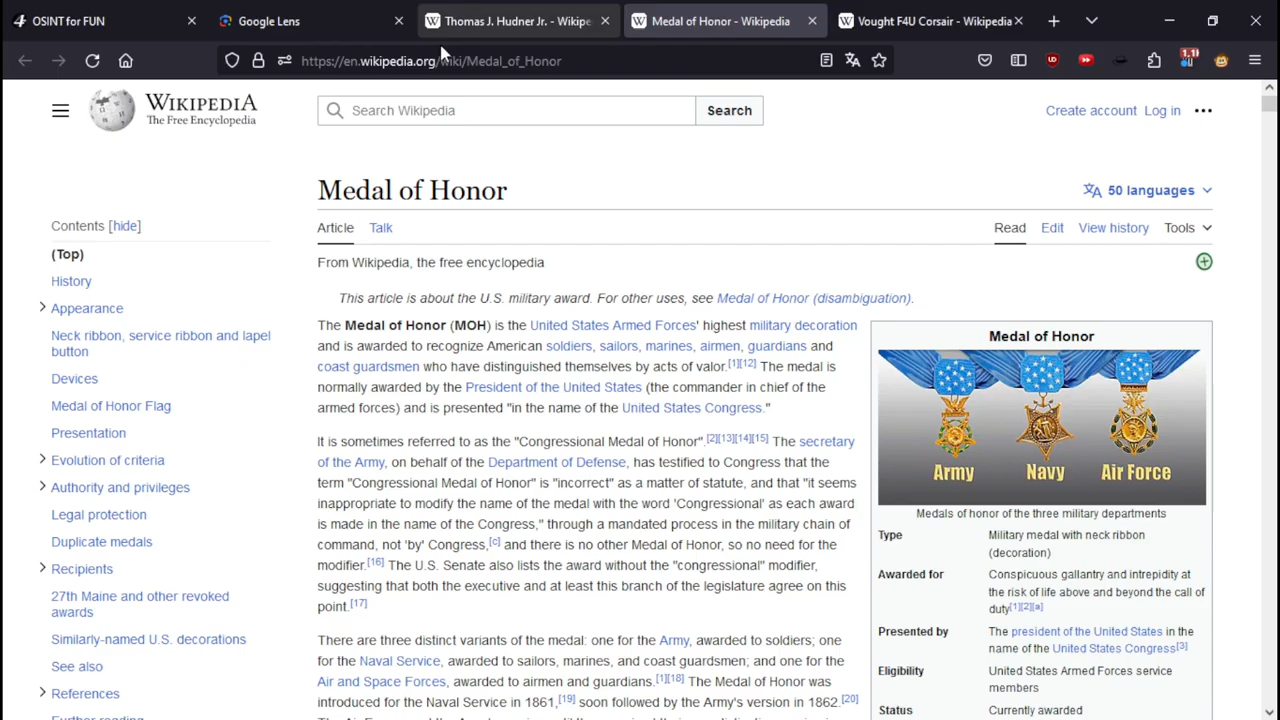 OSINT for FUN
Google Lens
Thomas J. Hudner Jr. - Wikipe
Medal of Honor - Wikipedia
Vought F4U Corsair - Wikipedia
https://en.wikipedia.org/wiki/Medal_of_Honor
1.1
WIKIPEDIA
The Free Encyclopedia
Search Wikipedia
Search
Create account Log in
Medal of Honor
50 languages
Contents [hide]
Article Talk
Read Edit View history Tools
(Top)
From Wikipedia, the free encyclopedia
History
Appearance
Neck ribbon, service ribbon and lapel
button
Devices
Medal of Honor Flag
Presentation
Evolution of criteria
Authority and privileges
Legal protection
Duplicate medals
Recipients
27th Maine and other revoked
awards
Similarly-named U.S. decorations
See also
References
Further reading
This article is about the U.S. military award. For other uses, see Medal of Honor (disambiguation).
The Medal of Honor (MOH) is the United States Armed Forces' highest military decoration
and is awarded to recognize American soldiers, sailors, marines, airmen, guardians and
coast guardsmen who have distinguished themselves by acts of valor.[1][12] The medal is
normally awarded by the President of the United States (the commander in chief of the
armed forces) and is presented "in the name of the United States Congress."
It is sometimes referred to as the "Congressional Medal of Honor".[2][13][14][15] The secretary
of the Army, on behalf of the Department of Defense, has testified to Congress that the
term "Congressional Medal of Honor" is "incorrect" as a matter of statute, and that "it seems
inappropriate to modify the name of the medal with the word 'Congressional' as each award
is made in the name of the Congress," through a mandated process in the military chain of
command, not 'by' Congress,[c] and there is no other Medal of Honor, so no need for the
modifier.[16] The U.S. Senate also lists the award without the "congressional" modifier,
suggesting that both the executive and at least this branch of the legislature agree on this
point.[17]
There are three distinct variants of the medal: one for the Army, awarded to soldiers; one
for the Naval Service, awarded to sailors, marines, and coast guardsmen; and one for the
Air and Space Forces, awarded to airmen and guardians.[1][18] The Medal of Honor was
introduced for the Naval Service in 1861,[19] soon followed by the Army's version in 1862.[20]
Medal of Honor
Army Navy Air Force
Medals of honor of the three military departments
Type Military medal with neck ribbon
(decoration)
Awarded for Conspicuous gallantry and intrepidity at
the risk of life above and beyond the call of
duty[1][2][a]
Presented by The president of the United States in the
name of the United States Congress[3]
Eligibility United States Armed Forces service
members
Status Currently awarded